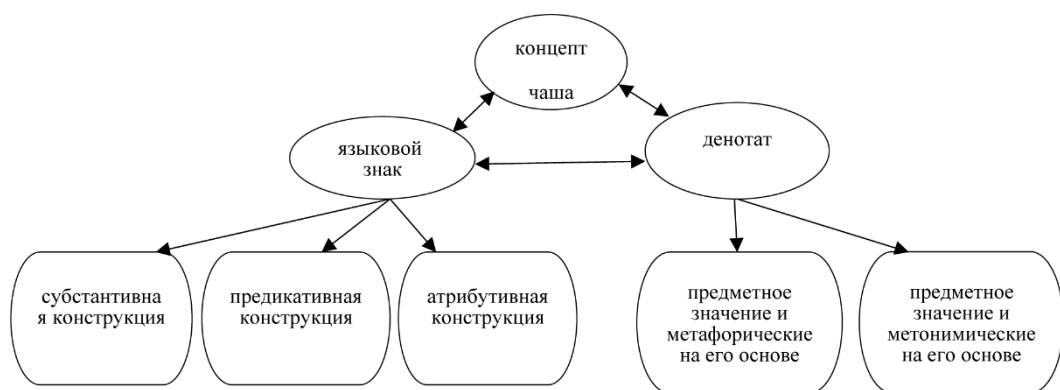 концепт
чаша
языковой
знак
денотат
субстантивна
я конструкция
предикативная
конструкция
атрибутивная
конструкция
предметное
значение и
метафорические
на его основе
предметное
значение и
метонимические
на его основе